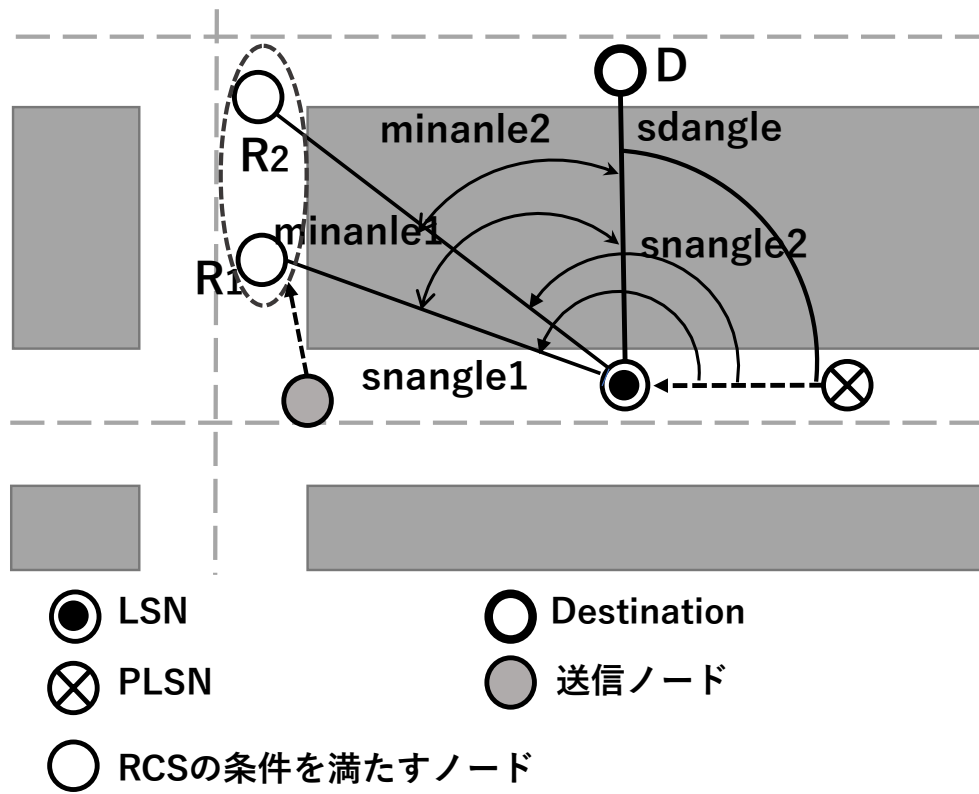 D
minanle2
sdangle
R2
minanle1
snangle2
R1
snangle1
LSN
Destination
PLSN
送信ノード
RCSの条件を満たすノード